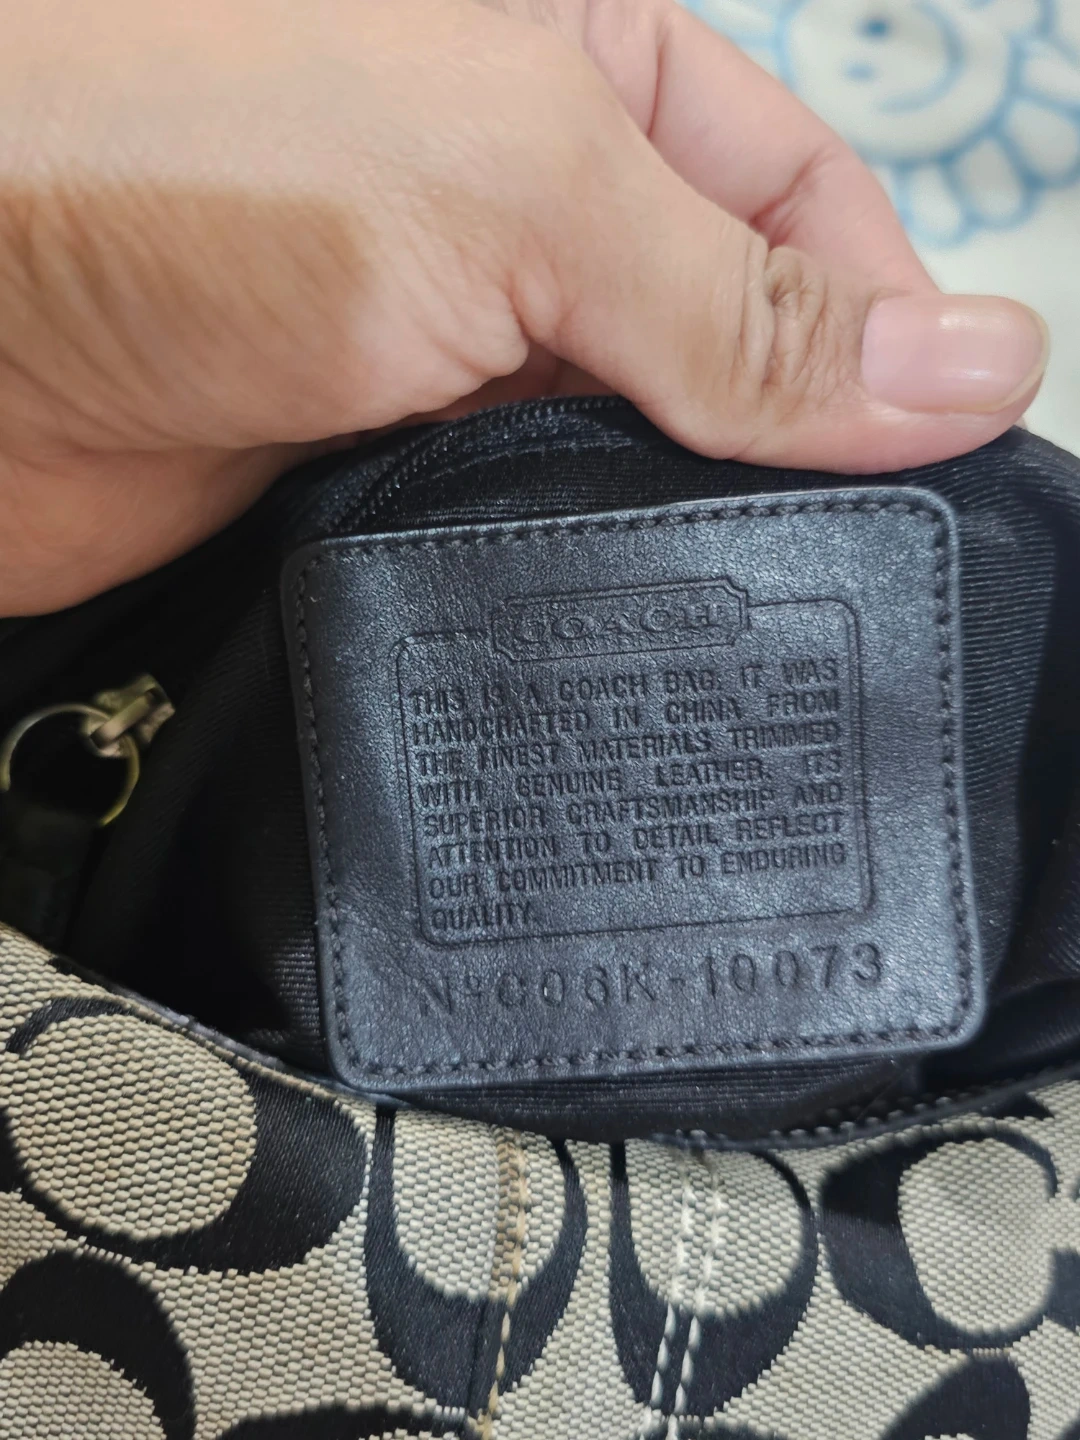 COACH
THIS IS A COACH BAG. IT WAS
HANDCRAFTED IN CHINA FROM
THE FINEST MATERIALS TRIMMED
WITH GENUINE LEATHER. ITS
SUPERIOR CRAFTSMANSHIP AND
ATTENTION TO DETAIL REFLECT
OUR COMMITMENT TO ENDURING
QUALITY.
Nº C06K-10073